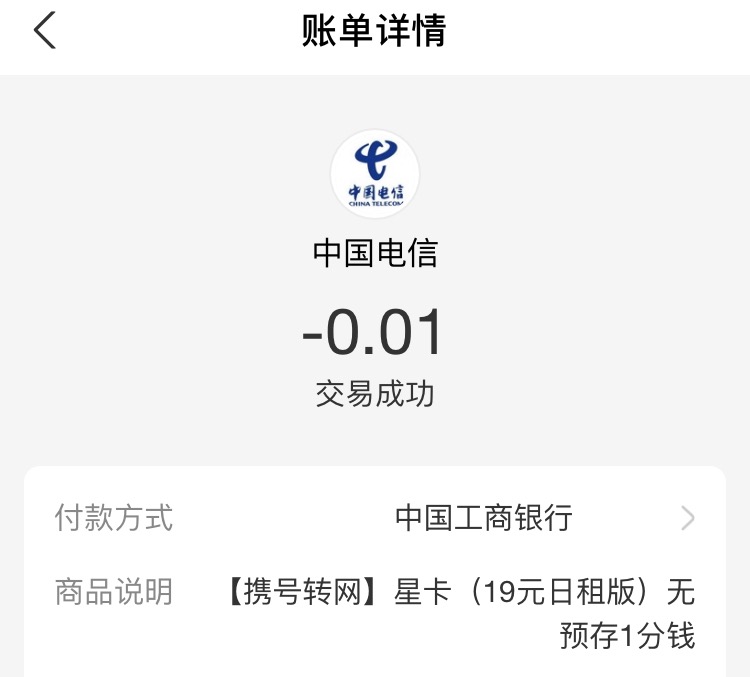 账单详情
中国电信
CHINA TELECOM
中国电信
-0.01
交易成功
付款方式 中国工商银行
商品说明 【携号转网】星卡（19元日租版）无
预存1分钱